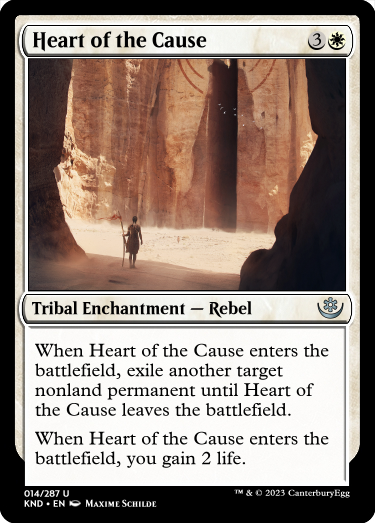 Heart of the Cause 3
Tribal Enchantment — Rebel
When Heart of the Cause enters the
battlefield, exile another target
nonland permanent until Heart of
the Cause leaves the battlefield.
When Heart of the Cause enters the
battlefield, you gain 2 life.
014/287 U
KND • EN MAXIME SCHILDE
™ & © 2023 CanterburyEgg